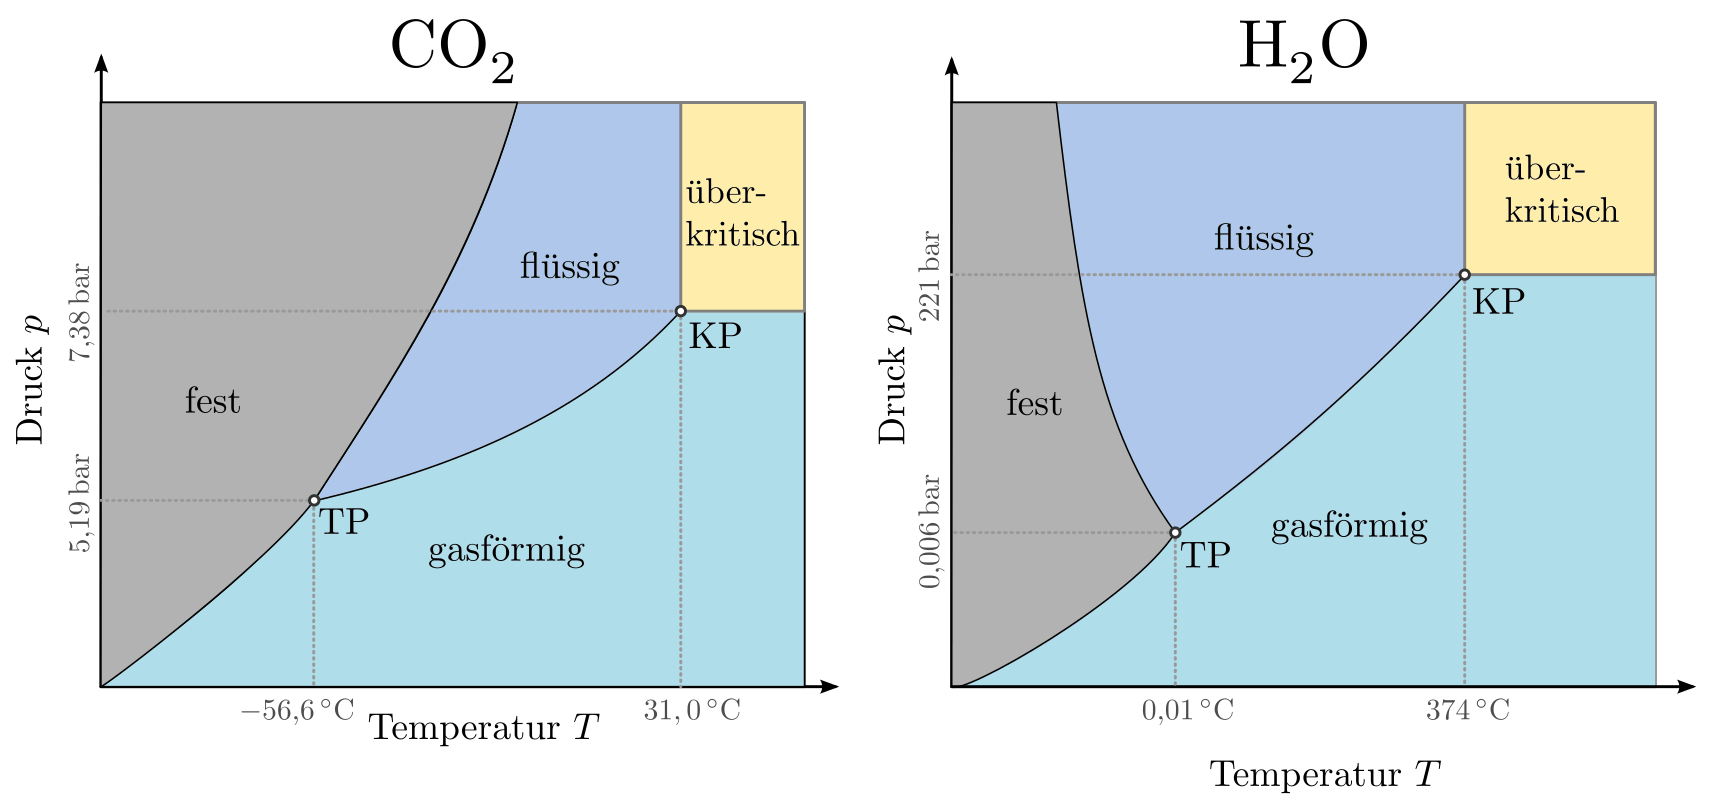 CO₂
Druck p
7,38 bar
5,19 bar
fest
flüssig
über-
kritisch
KP
TP
gasförmig
−56,6 °C
31,0 °C
Temperatur T
H₂O
Druck p
221 bar
0,006 bar
fest
flüssig
über-
kritisch
KP
TP
gasförmig
0,01 °C
374 °C
Temperatur T